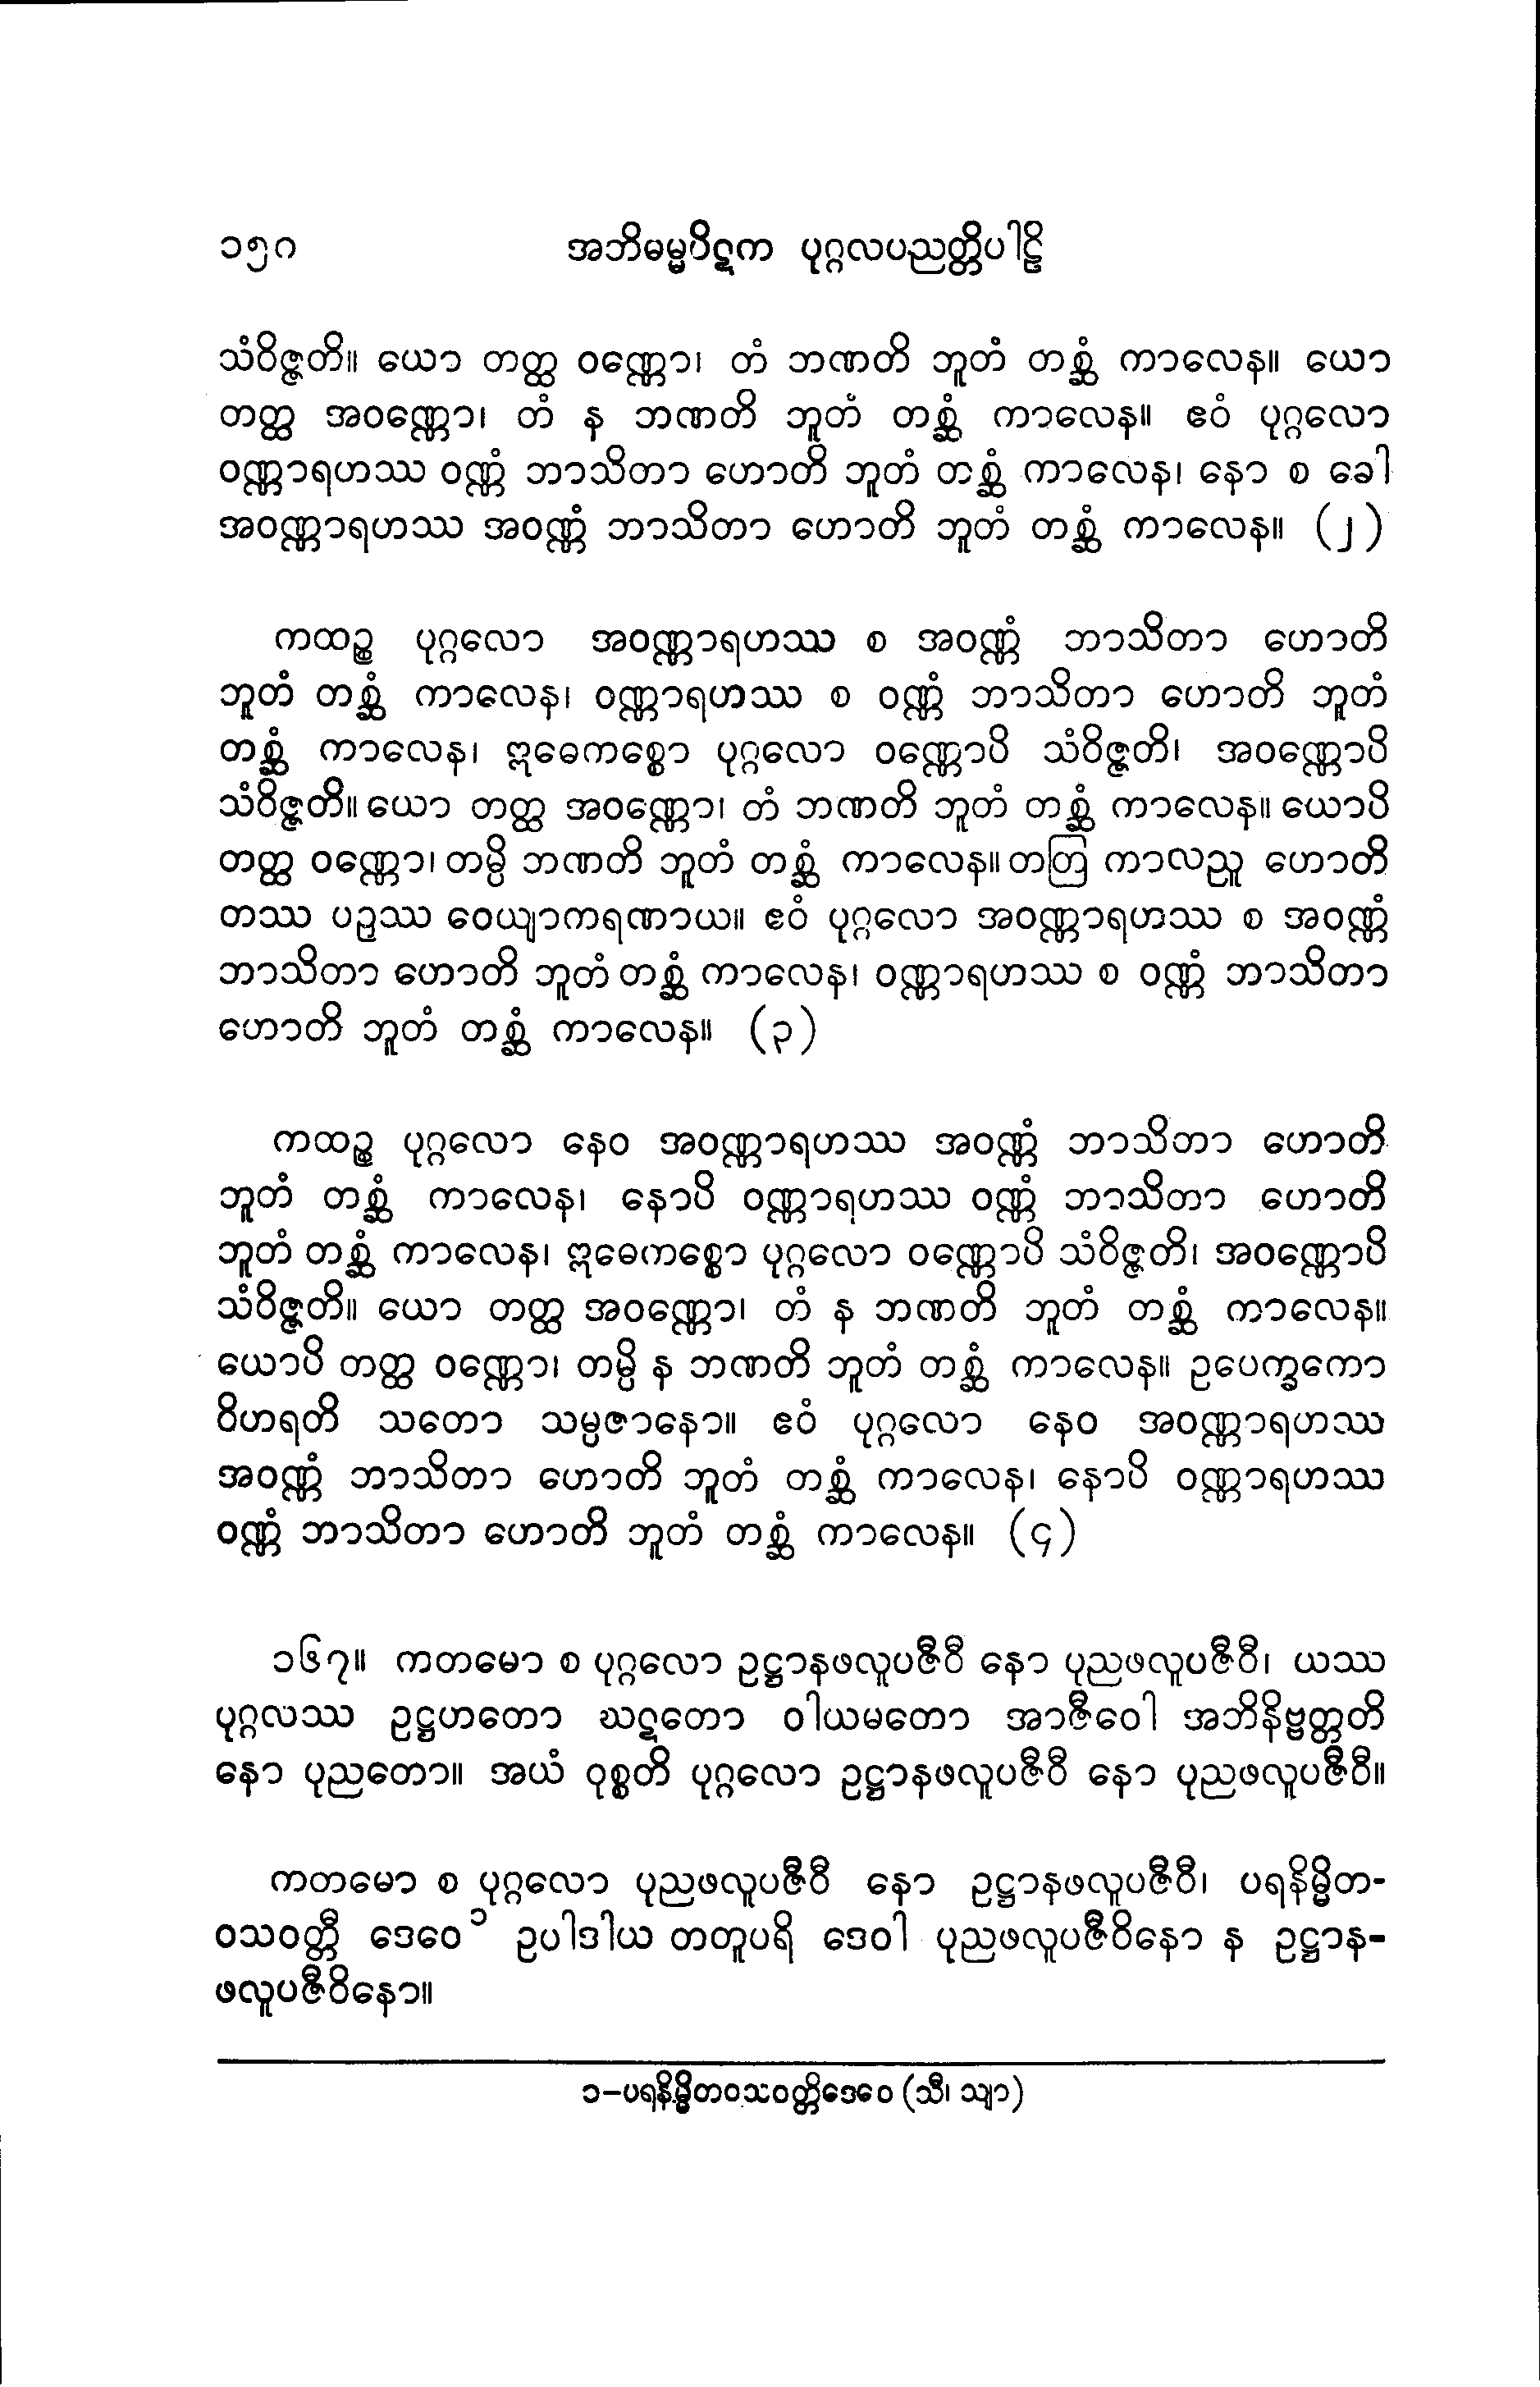 ၁၅၀ အဘိဓမ္မပိဋက ပုဂ္ဂလပညတ္တိပါဠိ
သံဝိဇ္ဇတိ။ ယော တတ္ထ ဝဏ္ဏော၊ တံ ဘဏတိ ဘူတံ တစ္ဆံ ကာလေန။ ယော
တတ္ထ အဝဏ္ဏော၊ တံ န ဘဏတိ ဘူတံ တစ္ဆံ ကာလေန။ ဧဝံ ပုဂ္ဂလော
ဝဏ္ဏာရဟဿ ဝဏ္ဏံ ဘာသိတာ ဟောတိ ဘူတံ တစ္ဆံ ကာလေန၊ နော စ ခေါ
အဝဏ္ဏာရဟဿ အဝဏ္ဏံ ဘာသိတာ ဟောတိ ဘူတံ တစ္ဆံ ကာလေန။ (၂)
ကထဉ္စ ပုဂ္ဂလော အဝဏ္ဏာရဟဿ စ အဝဏ္ဏံ ဘာသိတာ ဟောတိ
ဘူတံ တစ္ဆံ ကာလေန၊ ဝဏ္ဏာရဟဿ စ ဝဏ္ဏံ ဘာသိတာ ဟောတိ ဘူတံ
တစ္ဆံ ကာလေန၊ ဣဓေကစ္စော ပုဂ္ဂလော ဝဏ္ဏောပိ သံဝိဇ္ဇတိ၊ အဝဏ္ဏောပိ
သံဝိဇ္ဇတိ။ ယော တတ္ထ အဝဏ္ဏော၊ တံ ဘဏတိ ဘူတံ တစ္ဆံ ကာလေန။ ယောပိ
တတ္ထ ဝဏ္ဏော၊ တမ္ပိ ဘဏတိ ဘူတံ တစ္ဆံ ကာလေန။ တတြ ကာလညူ ဟောတိ
တဿ ပဉှဿ ဝေယျာကရဏာယ။ ဧဝံ ပုဂ္ဂလော အဝဏ္ဏာရဟဿ စ အဝဏ္ဏံ
ဘာသိတာ ဟောတိ ဘူတံ တစ္ဆံ ကာလေန၊ ဝဏ္ဏာရဟဿ စ ဝဏ္ဏံ ဘာသိတာ
ဟောတိ ဘူတံ တစ္ဆံ ကာလေန။ (၃)
ကထဉ္စ ပုဂ္ဂလော နေဝ အဝဏ္ဏာရဟဿ အဝဏ္ဏံ ဘာသိတာ ဟောတိ
ဘူတံ တစ္ဆံ ကာလေန၊ နောပိ ဝဏ္ဏာရဟဿ ဝဏ္ဏံ ဘာသိတာ ဟောတိ
ဘူတံ တစ္ဆံ ကာလေန၊ ဣဓေကစ္စော ပုဂ္ဂလော ဝဏ္ဏောပိ သံဝိဇ္ဇတိ၊ အဝဏ္ဏောပိ
သံဝိဇ္ဇတိ။ ယော တတ္ထ အဝဏ္ဏော၊ တံ န ဘဏတိ ဘူတံ တစ္ဆံ ကာလေန။
ယောပိ တတ္ထ ဝဏ္ဏော၊ တမ္ပိ န ဘဏတိ ဘူတံ တစ္ဆံ ကာလေန။ ဥပေက္ခကော
ဝိဟရတိ သတော သမ္ပဇာနော။ ဧဝံ ပုဂ္ဂလော နေဝ အဝဏ္ဏာရဟဿ
အဝဏ္ဏံ ဘာသိတာ ဟောတိ ဘူတံ တစ္ဆံ ကာလေန၊ နောပိ ဝဏ္ဏာရဟဿ
ဝဏ္ဏံ ဘာသိတာ ဟောတိ ဘူတံ တစ္ဆံ ကာလေန။ (၄)
၁၆၇။ ကတမော စ ပုဂ္ဂလော ဥဋ္ဌာနဖလူပဇီဝီ နော ပုညဖလူပဇီဝီ၊ ယဿ
ပုဂ္ဂလဿ ဥဋ္ဌဟတော ဃဋတော ဝါယမတော အာဇီဝေါ အဘိနိဗ္ဗတ္တတိ
နော ပုညတော။ အယံ ဝုစ္စတိ ပုဂ္ဂလော ဥဋ္ဌာနဖလူပဇီဝီ နော ပုညဖလူပဇီဝီ။
ကတမော စ ပုဂ္ဂလော ပုညဖလူပဇီဝီ နော ဥဋ္ဌာနဖလူပဇီဝီ၊ ပရနိမ္မိတ-
ဝသဝတ္တီ ဒေဝေ ၁ ဥပါဒါယ တတူပရိ ဒေဝါ ပုညဖလူပဇီဝိနော န ဥဋ္ဌာန-
ဖလူပဇီဝိနော။
၁-ပရနိမ္မိတဝသဝတ္တိဒေဝေ (သီ၊ သျာ)